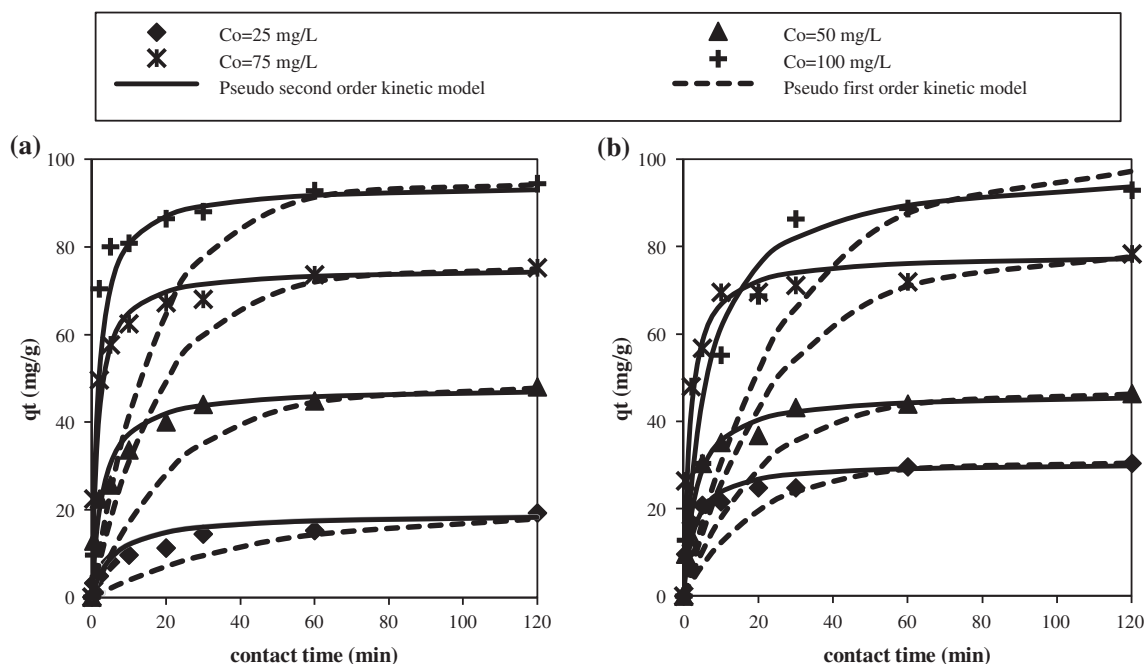 Co=25 mg/L Co=50 mg/L
Co=75 mg/L Co=100 mg/L
Pseudo second order kinetic model Pseudo first order kinetic model
(a)
100
80
60
40
20
0
qt (mg/g)
0 20 40 60 80 100 120
contact time (min)
(b)
100
80
60
40
20
0
qt (mg/g)
0 20 40 60 80 100 120
contact time (min)